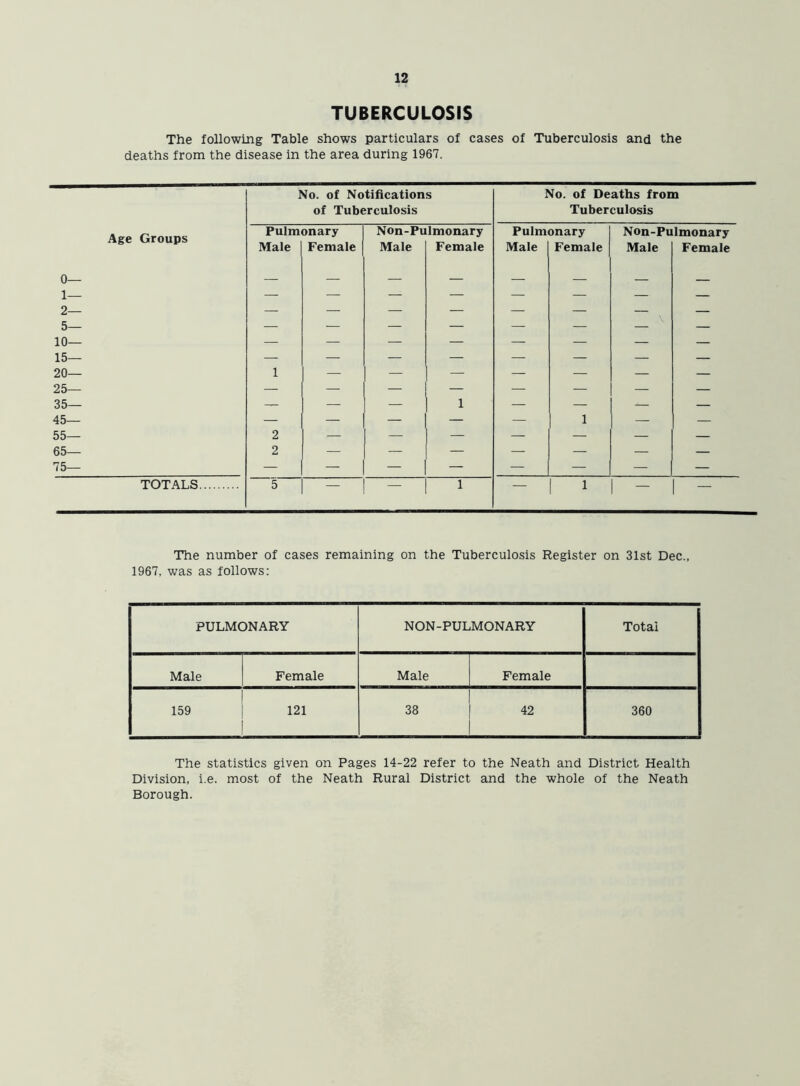 12
TUBERCULOSIS
The following Table shows particulars of cases of Tuberculosis and the
deaths from the disease in the area during 1967.
Age Groups | No. of Notifications of Tuberculosis | No. of Deaths from Tuberculosis
Pulmonary | Non-Pulmonary | Pulmonary | Non-Pulmonary
Male | Female | Male | Female | Male | Female | Male | Female
0— — — — — — — — —
1— — — — — — — — —
2— — — — — — — — —
5— — — — — — — — —
10— — — — — — — — —
15— — — — — — — — —
20— 1 — — — — — — —
25— — — — — — — — —
35— — — — 1 — — — —
45— — — — — — 1 — —
55— 2 — — — — — — —
65— 2 — — — — — — —
75— — — — — — — — —
TOTALS......... 5 — — 1 — 1 — —
The number of cases remaining on the Tuberculosis Register on 31st Dec.,
1967, was as follows:
PULMONARY | NON-PULMONARY | Total
Male | Female | Male | Female
159 | 121 | 38 | 42 | 360
The statistics given on Pages 14-22 refer to the Neath and District Health
Division, i.e. most of the Neath Rural District and the whole of the Neath
Borough.